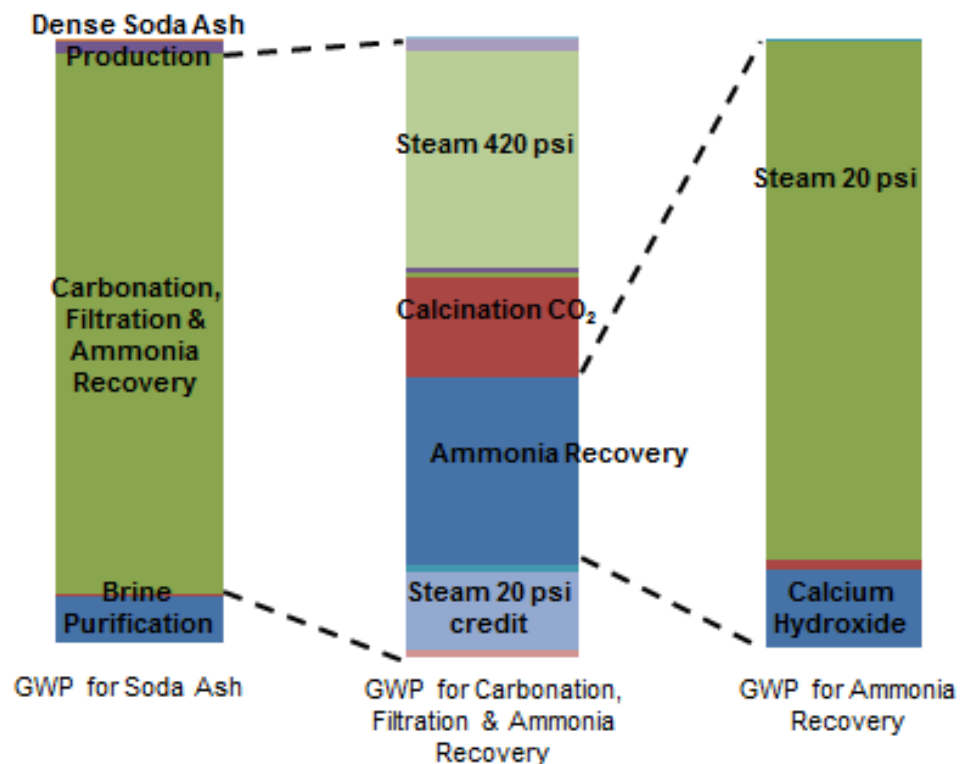 Dense Soda Ash
Production
Carbonation,
Filtration &
Ammonia
Recovery
Brine
Purification
GWP for Soda Ash
Steam 420 psi
Calcination CO₂
Ammonia Recovery
Steam 20 psi
credit
GWP for Carbonation,
Filtration & Ammonia
Recovery
Steam 20 psi
Calcium
Hydroxide
GWP for Ammonia
Recovery